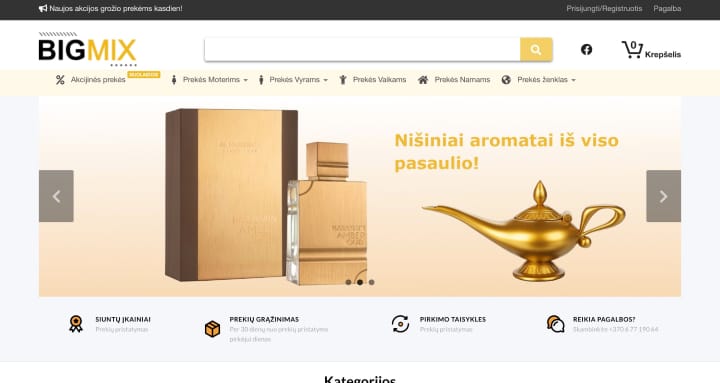 Naujos akcijos grožio prekėms kasdien!
Prisijungti/Registruotis
Pagalba
BIGMIX
0
Krepšelis
Akcijinės prekės
NUOLAIDOS
Prekės Moterims
Prekės Vyrams
Prekės Vaikams
Prekės Namams
Prekės ženklas
Nišiniai aromatai iš viso
pasaulio!
AMBER
OUD
SIUNTŲ ĮKAINIAI
Prekių pristatymas
PREKIŲ GRĄŽINIMAS
Per 30 dienų nuo prekių pristatymo
pirkėjui dienos
PIRKIMO TAISYKLĖS
Prekių pristatymas
REIKIA PAGALBOS?
Skambinkite +370 6 77 190 64
Kategorijos